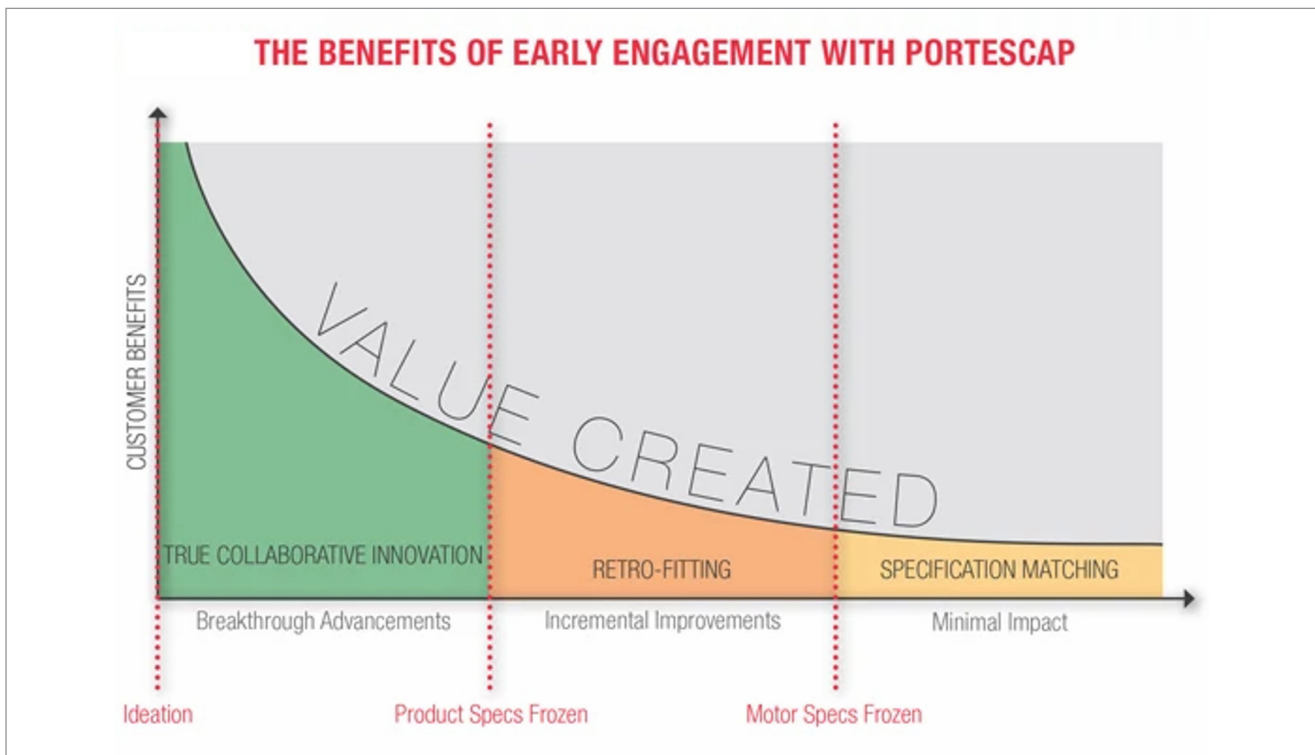 THE BENEFITS OF EARLY ENGAGEMENT WITH PORTESCAP
CUSTOMER BENEFITS
VALUE CREATED
TRUE COLLABORATIVE INNOVATION
RETRO-FITTING
SPECIFICATION MATCHING
Breakthrough Advancements
Incremental Improvements
Minimal Impact
Ideation
Product Specs Frozen
Motor Specs Frozen